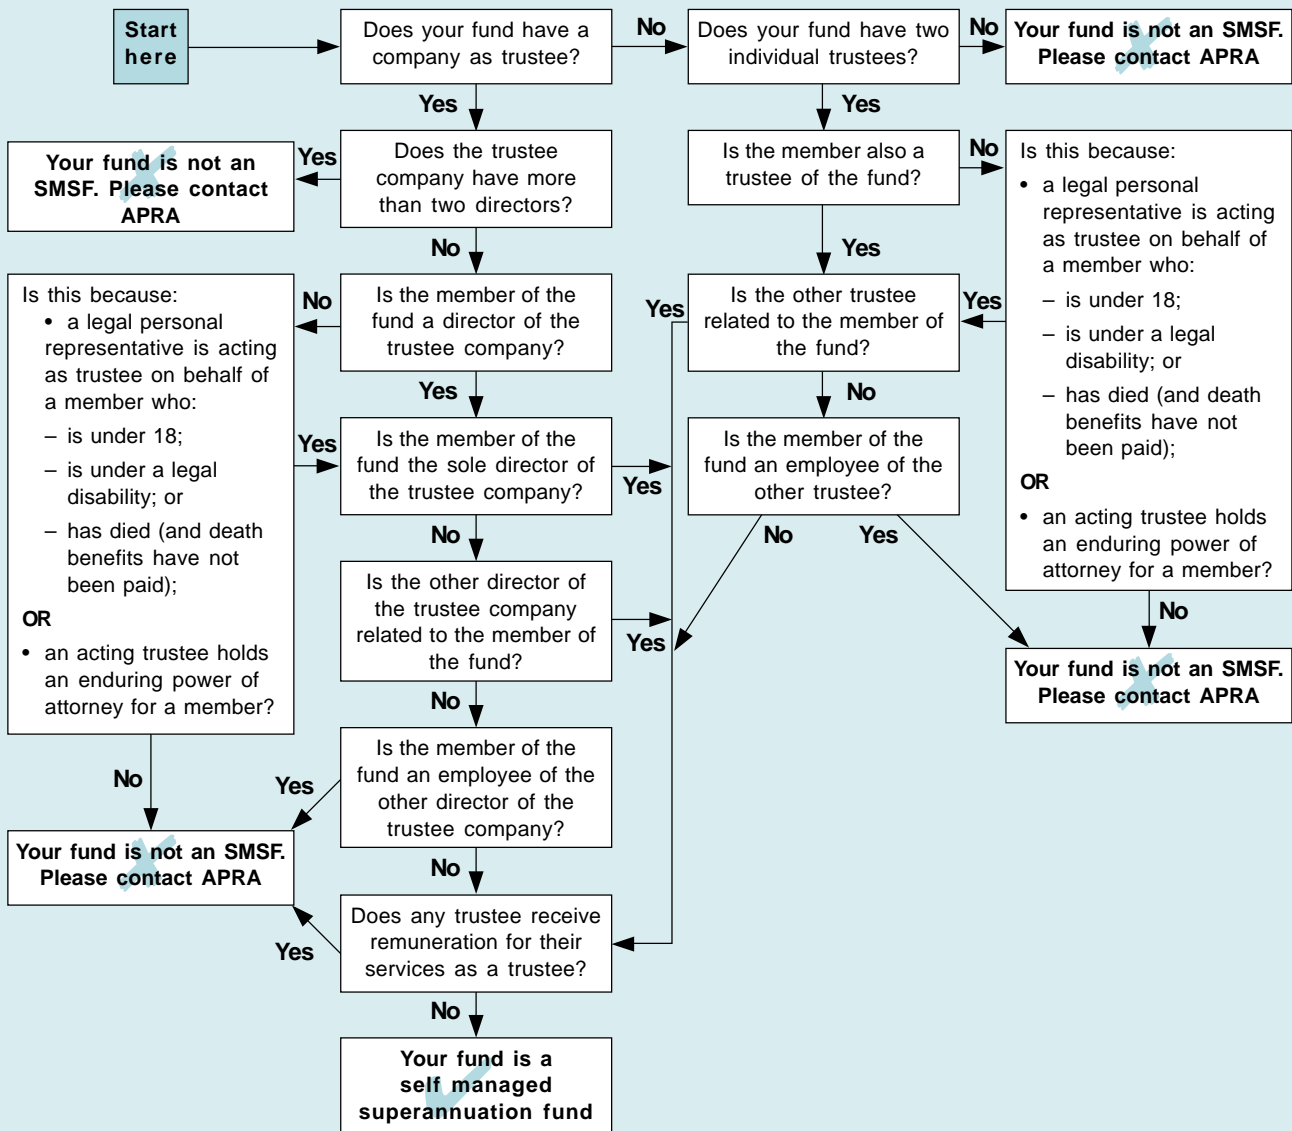 Start
here
Does your fund have a
company as trustee?
No
Does your fund have two
individual trustees?
No
Your fund is not an SMSF.
Please contact APRA
Yes
Yes
Your fund is not an
SMSF. Please contact
APRA
Yes
Does the trustee
company have more
than two directors?
Is the member also a
trustee of the fund?
No
Is this because:
• a legal personal
representative is acting
as trustee on behalf of
a member who:
– is under 18;
– is under a legal
disability; or
– has died (and death
benefits have not
been paid);
OR
• an acting trustee holds
an enduring power of
attorney for a member?
No
Yes
Is this because:
• a legal personal
representative is acting
as trustee on behalf of
a member who:
– is under 18;
– is under a legal
disability; or
– has died (and death
benefits have not
been paid);
OR
• an acting trustee holds
an enduring power of
attorney for a member?
No
Is the member of the
fund a director of the
trustee company?
Yes
Is the other trustee
related to the member of
the fund?
Yes
Yes
No
Yes
Is the member of the
fund the sole director of
the trustee company?
Yes
Is the member of the
fund an employee of the
other trustee?
No
No
Yes
Is the other director of
the trustee company
related to the member of
the fund?
Yes
No
Your fund is not an SMSF.
Please contact APRA
No
Is the member of the
fund an employee of the
other director of the
trustee company?
No
Yes
Your fund is not an SMSF.
Please contact APRA
No
Yes
Does any trustee receive
remuneration for their
services as a trustee?
No
Your fund is a
self managed
superannuation fund